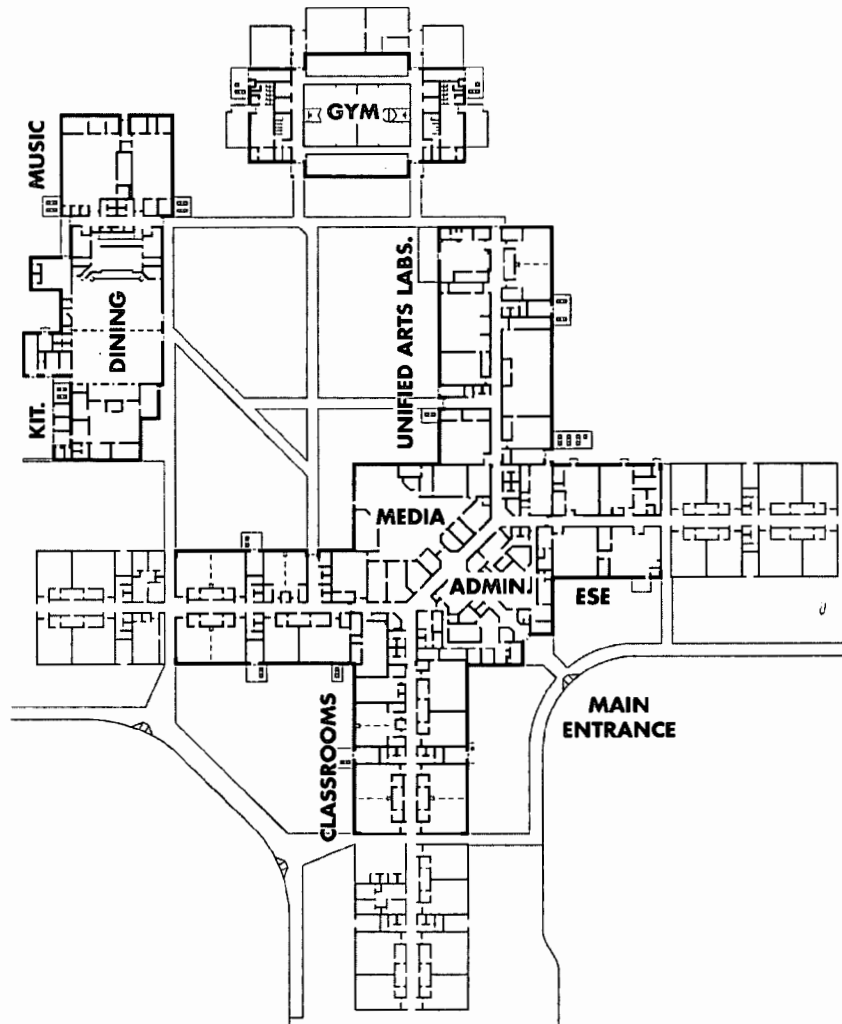 GYM
MUSIC
UNIFIED ARTS LABS.
DINING
KIT.
MEDIA
ADMIN
ESE
MAIN
ENTRANCE
CLASSROOMS